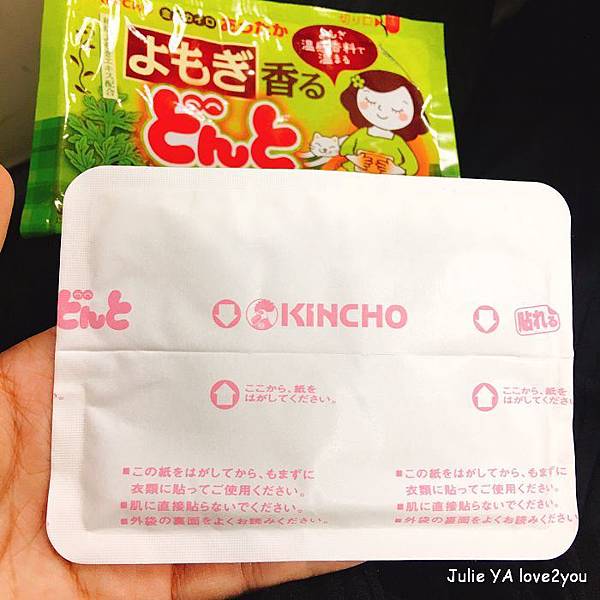 KINCHO
あったか
切り口
よもぎ
温感香料で
温まる
よもぎ 香る
どんと
どんと
KINCHO
貼れる
ここから、紙を
はがしてください。
ここから、紙を
はがしてください
■この紙をはがしてから、もまずに
衣類に貼ってご使用ください。
■肌に直接貼らないでください。
■外袋の裏面をよくお読みください。
■この紙をはがしてから、もまずに
衣類に貼ってご使用ください。
■肌に直接貼らないでください。
■外袋の裏面をよくお読みくださ
Julie YA love2you